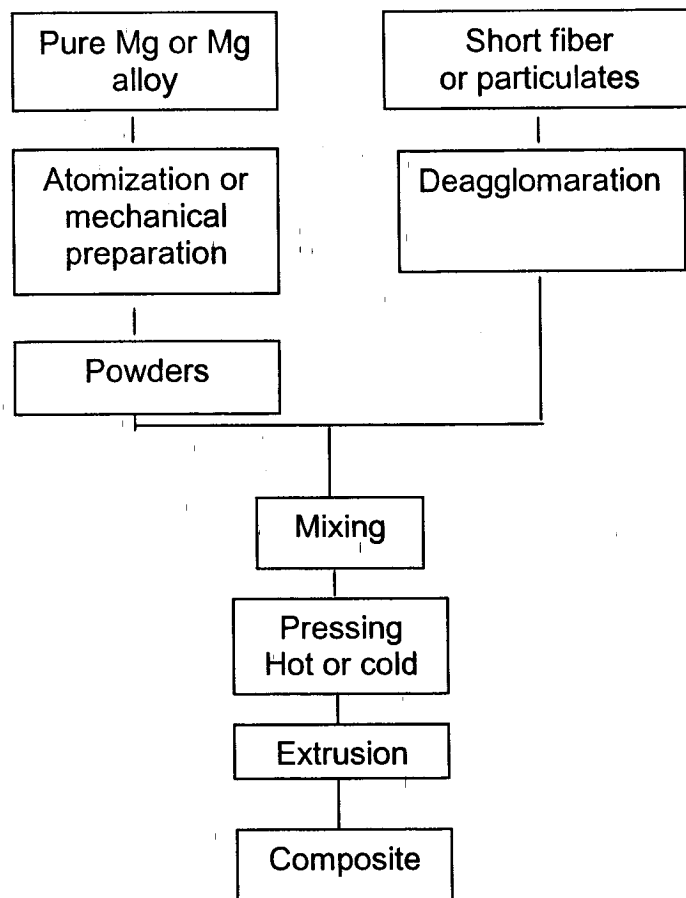 Pure Mg or Mg
alloy
Short fiber
or particulates
Atomization or
mechanical
preparation
Deagglomaration
Powders
Mixing
Pressing
Hot or cold
Extrusion
Composite